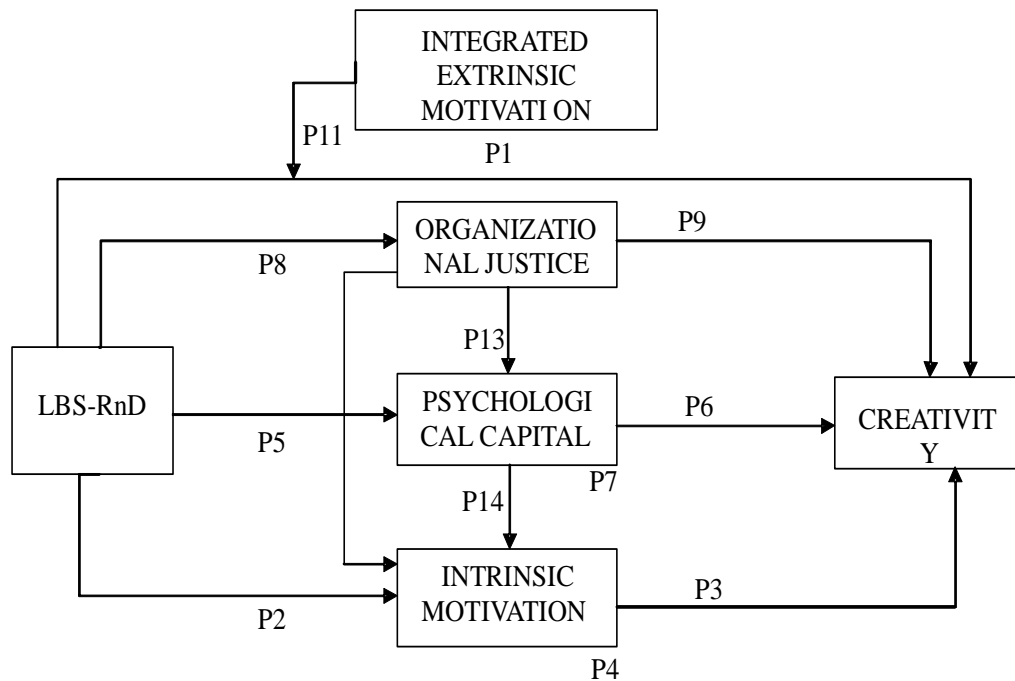 INTEGRATED
EXTRINSIC
MOTIVATI ON
P11
P1
ORGANIZATIO
NAL JUSTICE
P9
P8
P13
LBS-RnD
PSYCHOLOGI
CAL CAPITAL
P6
CREATIVIT
Y
P5
P7
P14
INTRINSIC
MOTIVATION
P3
P2
P4